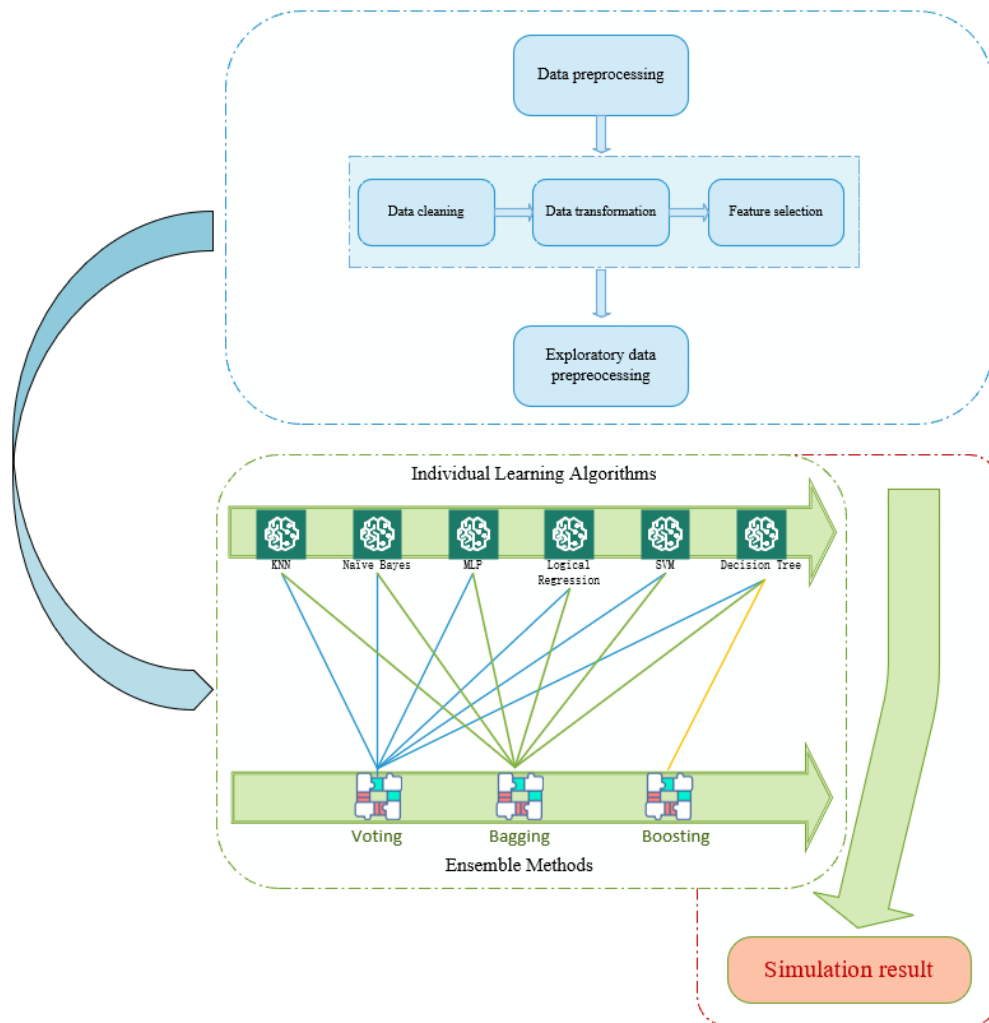 Data preprocessing
Data cleaning
Data transformation
Feature selection
Exploratory data
prepreocessing
Individual Learning Algorithms
KNN
Naïve Bayes
MLP
Logical
Regression
SVM
Decision Tree
Voting
Bagging
Boosting
Ensemble Methods
Simulation result